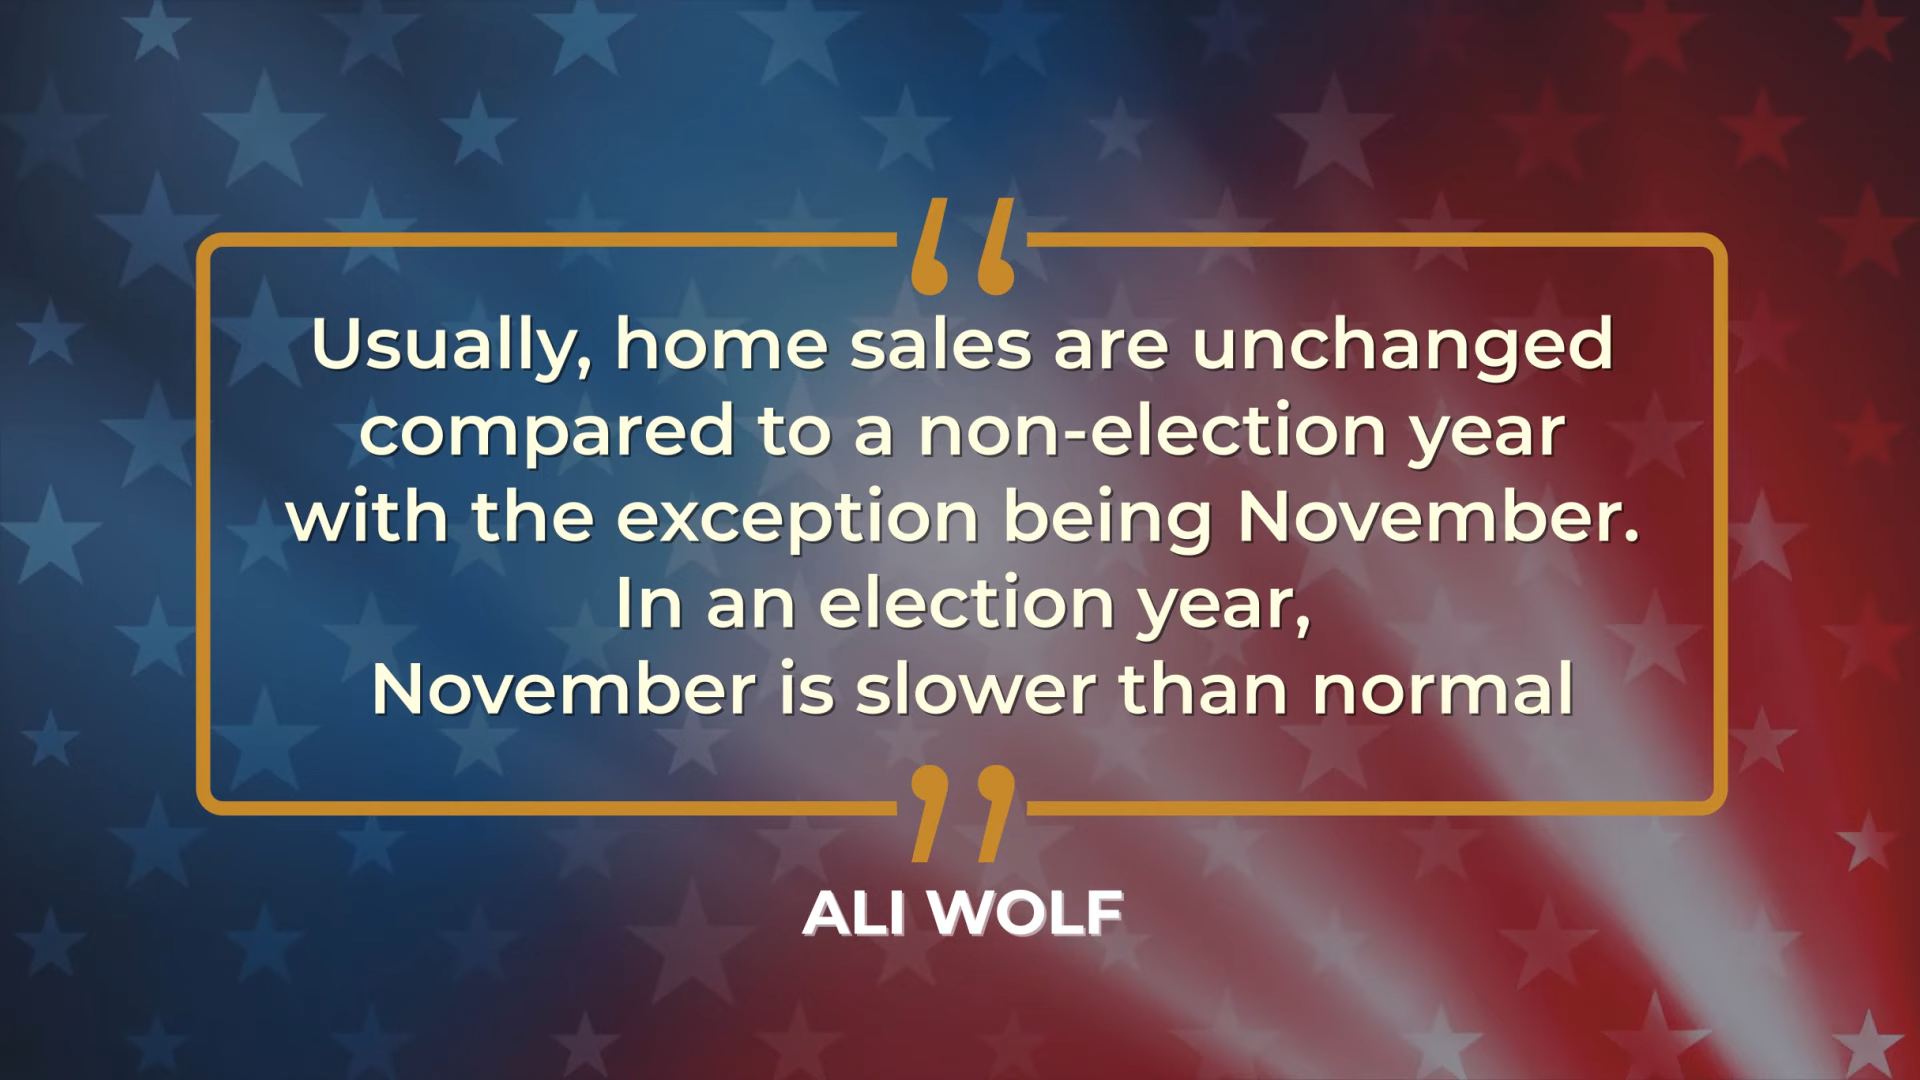 “
Usually, home sales are unchanged
compared to a non-election year
with the exception being November.
In an election year,
November is slower than normal
”
ALI WOLF